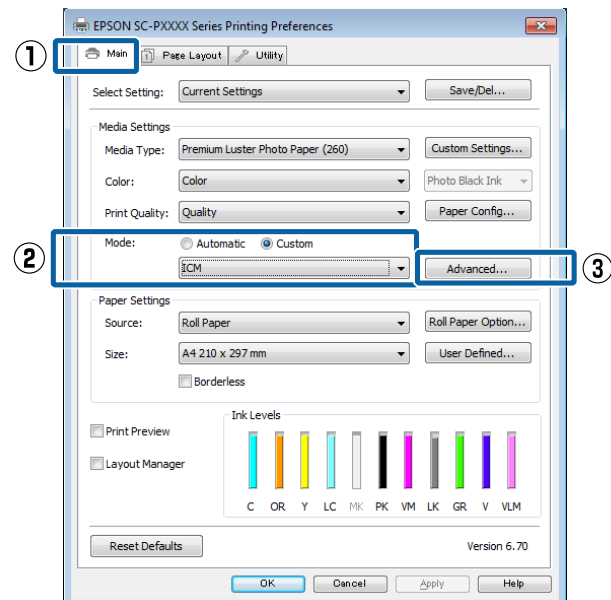 EPSON SC-PXXXX Series Printing Preferences
① Main Page Layout Utility
Select Setting: Current Settings Save/Del...
Media Settings
Media Type: Premium Luster Photo Paper (260) Custom Settings...
Color: Color Photo Black Ink
Print Quality: Quality Paper Config...
Mode: Automatic Custom
② ICM Advanced... ③
Paper Settings
Source: Roll Paper Roll Paper Option...
Size: A4 210 x 297 mm User Defined...
Borderless
Ink Levels
Print Preview
Layout Manager
C OR Y LC MK PK VM LK GR V VLM
Reset Defaults Version 6.70
OK Cancel Apply Help